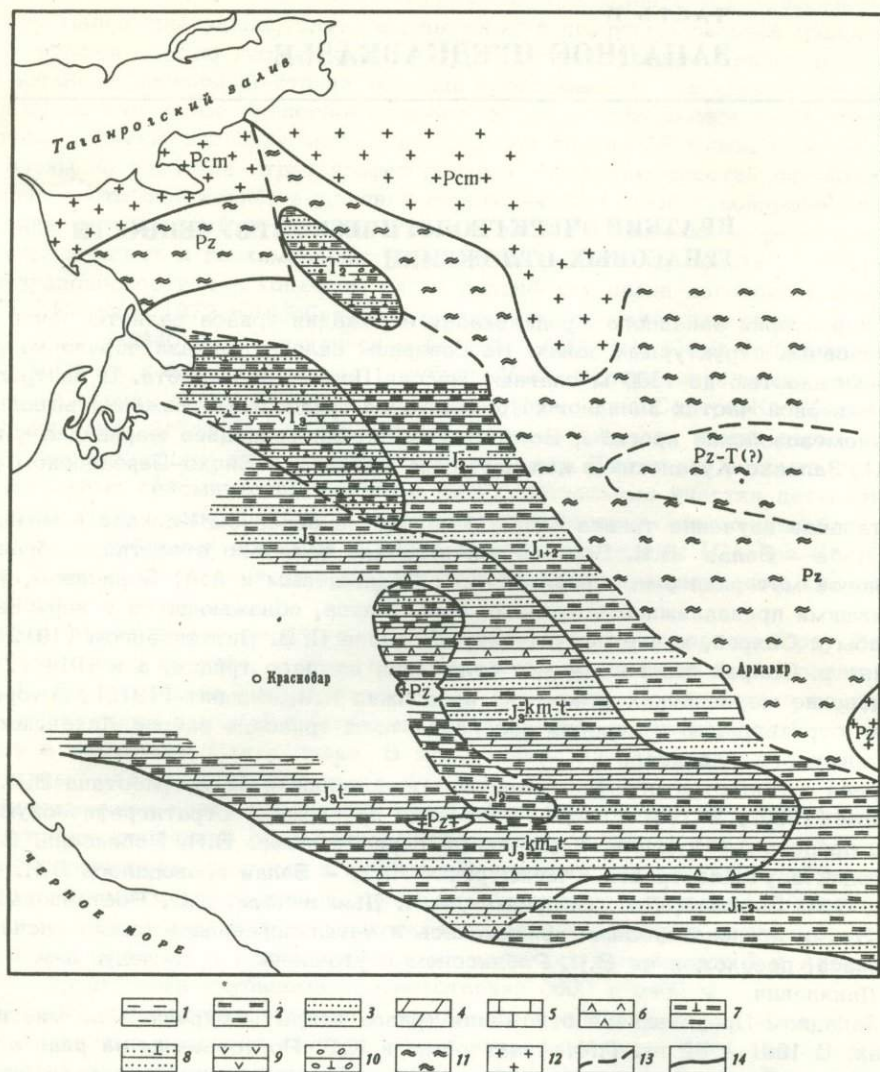 Таганрогский залив
Pcm
Pcm
Pz
T₂
J₃
J₂
Pz-T(?)
J₃
J₁₋₂
Pz
Краснодар
Армавир
Pz
J₃km-t
Pz
J₃t
J₂
Pz
J₃km-t
J₁₋₂
ЧЕРНОЕ МОРЕ
1 2 3 4 5 6 7
8 9 10 11 12 13 14